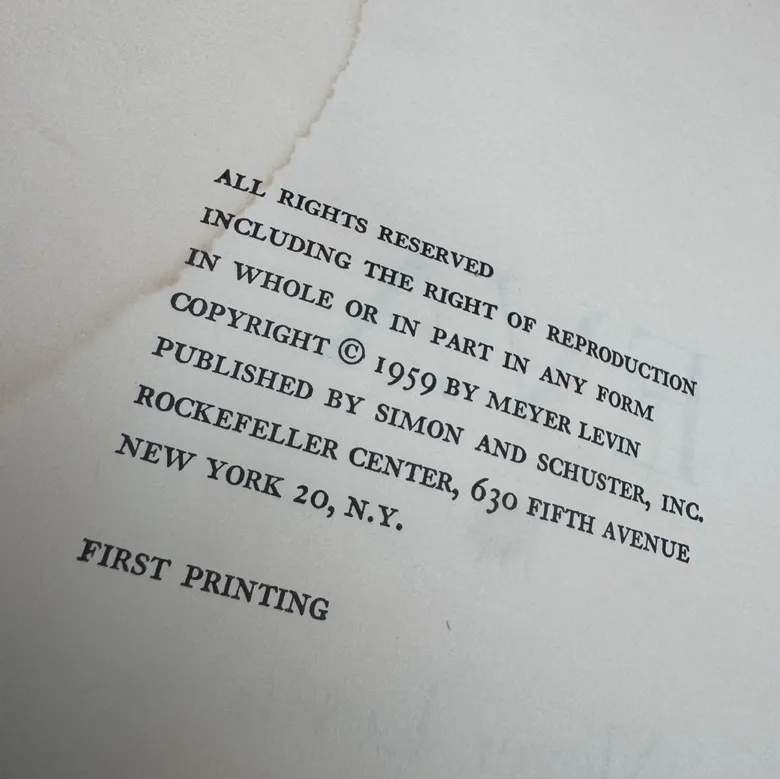 ALL RIGHTS RESERVED
INCLUDING THE RIGHT OF REPRODUCTION
IN WHOLE OR IN PART IN ANY FORM
COPYRIGHT © 1959 BY MEYER LEVIN
PUBLISHED BY SIMON AND SCHUSTER, INC.
ROCKEFELLER CENTER, 630 FIFTH AVENUE
NEW YORK 20, N.Y.
FIRST PRINTING